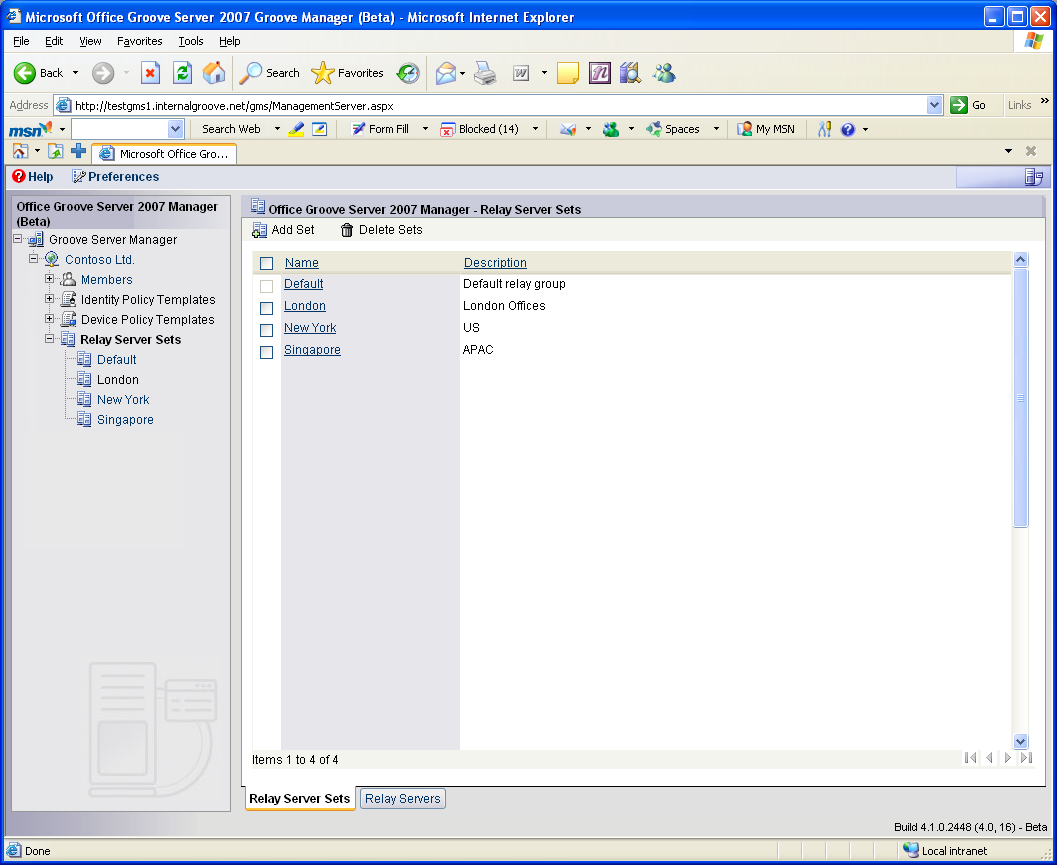 Microsoft Office Groove Server 2007 Groove Manager (Beta) - Microsoft Internet Explorer
File Edit View Favorites Tools Help
Back Search Favorites W
Address http://testgms1.internalgroove.net/gms/ManagementServer.aspx Go Links »
msn Search Web Form Fill Blocked (14) Spaces My MSN
Microsoft Office Gro...
Help Preferences
Office Groove Server 2007 Manager
(Beta)
Groove Server Manager
Contoso Ltd.
Members
Identity Policy Templates
Device Policy Templates
Relay Server Sets
Default
London
New York
Singapore
Office Groove Server 2007 Manager - Relay Server Sets
Add Set Delete Sets
Name Description
Default Default relay group
London London Offices
New York US
Singapore APAC
Items 1 to 4 of 4
Relay Server Sets Relay Servers
Build 4.1.0.2448 (4.0, 16) - Beta
Done Local intranet